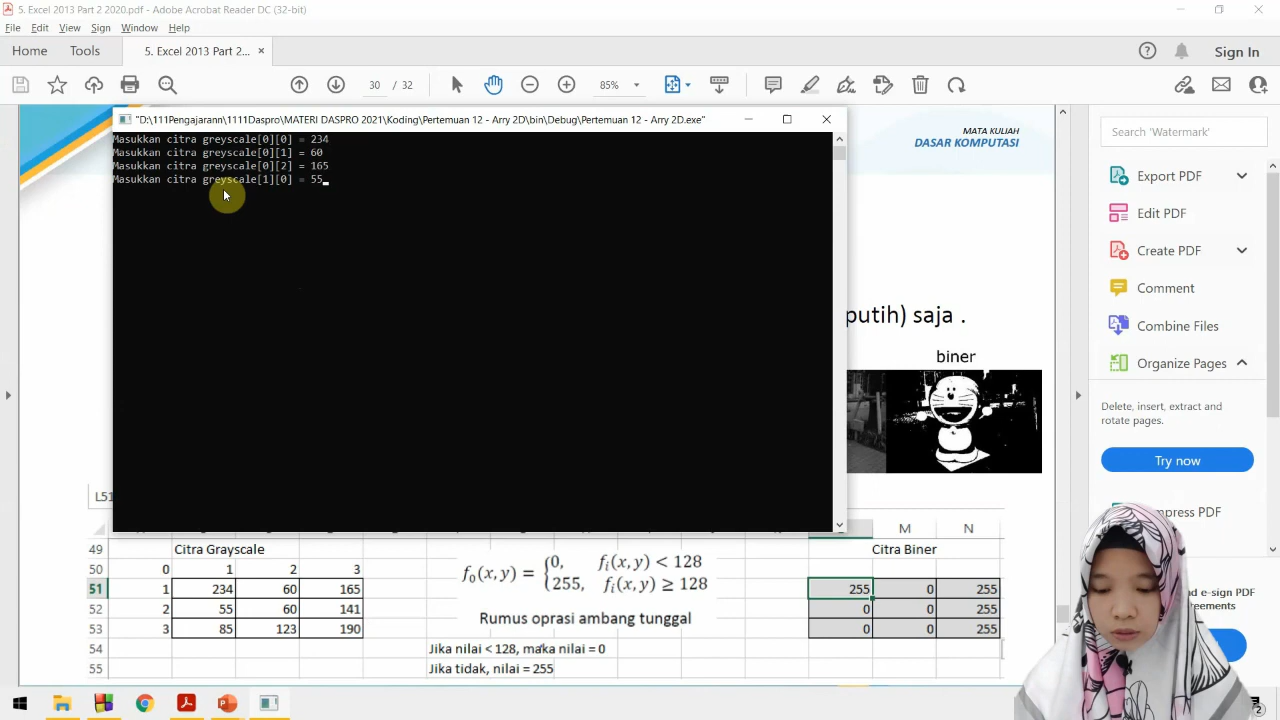 5. Excel 2013 Part 2 2020.pdf - Adobe Acrobat Reader DC (32-bit)
File Edit View Sign Window Help
Home Tools 5. Excel 2013 Part 2... × Sign In
30 / 32 85%
"D:\111Pengajarann\1111Daspro\MATERI DASPRO 2021\Koding\Pertemuan 12 - Arry 2D\bin\Debug\Pertemuan 12 - Arry 2D.exe"
Masukkan citra greyscale[0][0] = 234
Masukkan citra greyscale[0][1] = 60
Masukkan citra greyscale[0][2] = 165
Masukkan citra greyscale[1][0] = 55
MATA KULIAH
DASAR KOMPUTASI
putih) saja .
biner
L51
M N
49 Citra Grayscale Citra Biner
50 0 1 2 3
51 1 234 60 165 255 0 255
52 2 55 60 141 0 0 255
53 3 85 123 190 0 0 255
f₀(x,y) = {0, fᵢ(x,y) < 128
255, fᵢ(x,y) ≥ 128
Rumus oprasi ambang tunggal
54 Jika nilai < 128, maka nilai = 0
55 Jika tidak, nilai = 255
Search 'Watermark'
Export PDF
Edit PDF
Create PDF
Comment
Combine Files
Organize Pages
Delete, insert, extract and
rotate pages.
Try now
press PDF
d e-sign PDF
reements
2